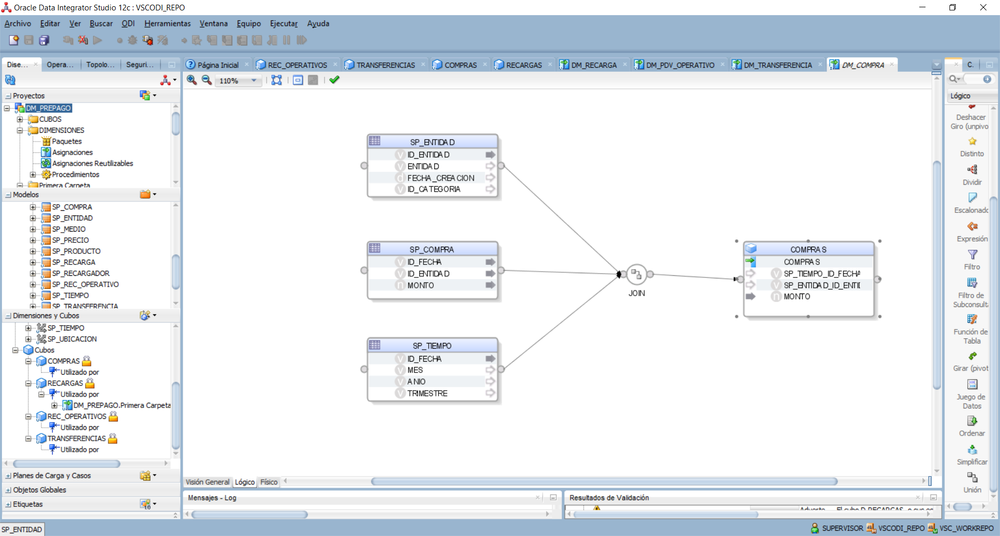 Oracle Data Integrator Studio 12c : VSCODI_REPO
Archivo Editar Ver Buscar ODI Herramientas Ventana Equipo Ejecutar Ayuda
Dise... Opera... Topolo... Seguri...
Página Inicial REC_OPERATIVOS TRANSFERENCIAS COMPRAS RECARGAS DM_RECARGA DM_PDV_OPERATIVO DM_TRANSFERENCIA DM_COMPRA
C.
110%
Proyectos
DM_PREPAGO
CUBOS
DIMENSIONES
Paquetes
Asignaciones
Asignaciones Reutilizables
Procedimientos
Primera Carpeta
Modelos
SP_COMPRA
SP_ENTIDAD
SP_MEDIO
SP_PRECIO
SP_PRODUCTO
SP_RECARGA
SP_RECARGADOR
SP_REC_OPERATIVO
SP_TIEMPO
SP_TRANSFERENCIA
Dimensiones y Cubos
SP_TIEMPO
SP_UBICACION
Cubos
COMPRAS
Utilizado por
RECARGAS
Utilizado por
DM_PREPAGO.Primera Carpeta
REC_OPERATIVOS
Utilizado por
TRANSFERENCIAS
Utilizado por
Planes de Carga y Casos
Objetos Globales
Etiquetas
1.0
SP_ENTIDAD
ID_ENTIDAD
ENTIDAD
FECHA_CREACION
ID_CATEGORIA
SP_COMPRA
ID_FECHA
ID_ENTIDAD
MONTO
SP_TIEMPO
ID_FECHA
MES
ANIO
TRIMESTRE
JOIN
COMPRAS
COMPRAS
SP_TIEMPO_ID_FECHA
SP_ENTIDAD_ID_ENTI
MONTO
Visión General Lógico Físico
Mensajes - Log
Resultados de Validación
Adverte... El cubo D.RECARGAS
Lógico
Deshacer
Giro (unpivo
Distinto
Dividir
Escalonado
Expresión
Filtro
Filtro de
Subconsult
Función de
Tabla
Girar (pivot
Juego de
Datos
Ordenar
Simplificar
Unión
SP_ENTIDAD
SUPERVISOR VSCODI_REPO VSC_WORKREPO